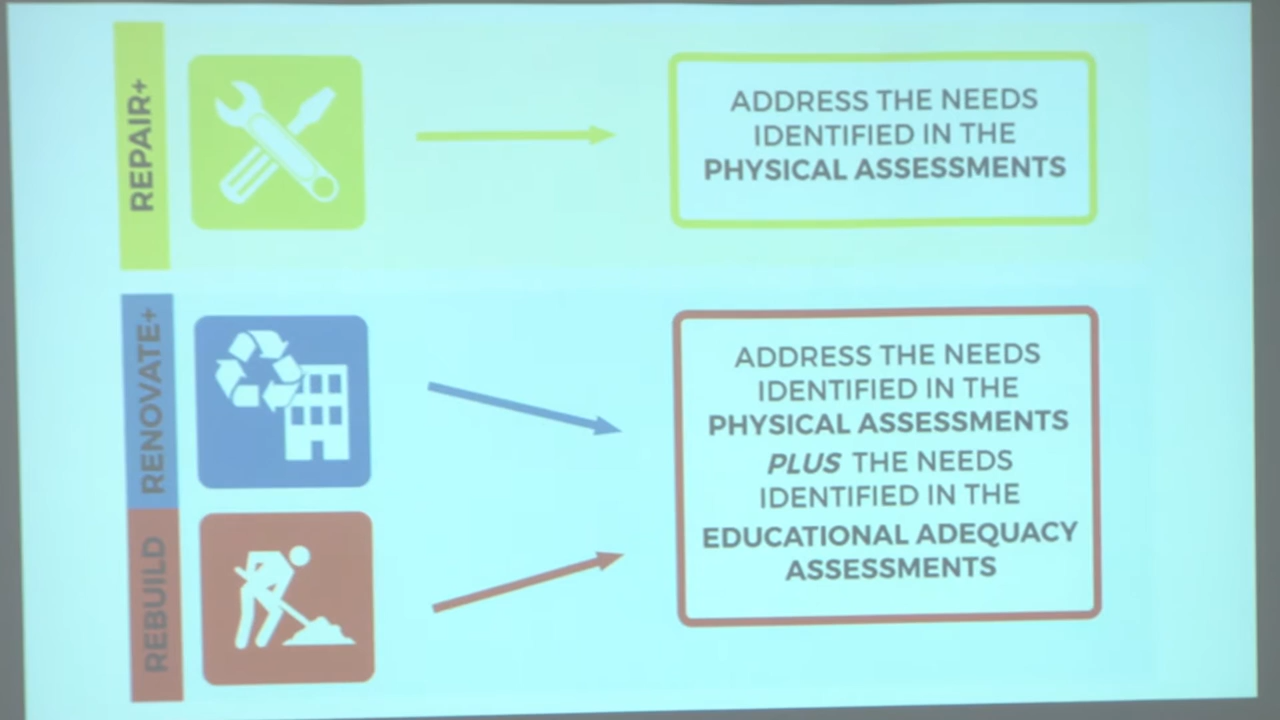 REPAIR+
ADDRESS THE NEEDS
IDENTIFIED IN THE
PHYSICAL ASSESSMENTS
RENOVATE+
REBUILD
ADDRESS THE NEEDS
IDENTIFIED IN THE
PHYSICAL ASSESSMENTS
PLUS THE NEEDS
IDENTIFIED IN THE
EDUCATIONAL ADEQUACY
ASSESSMENTS